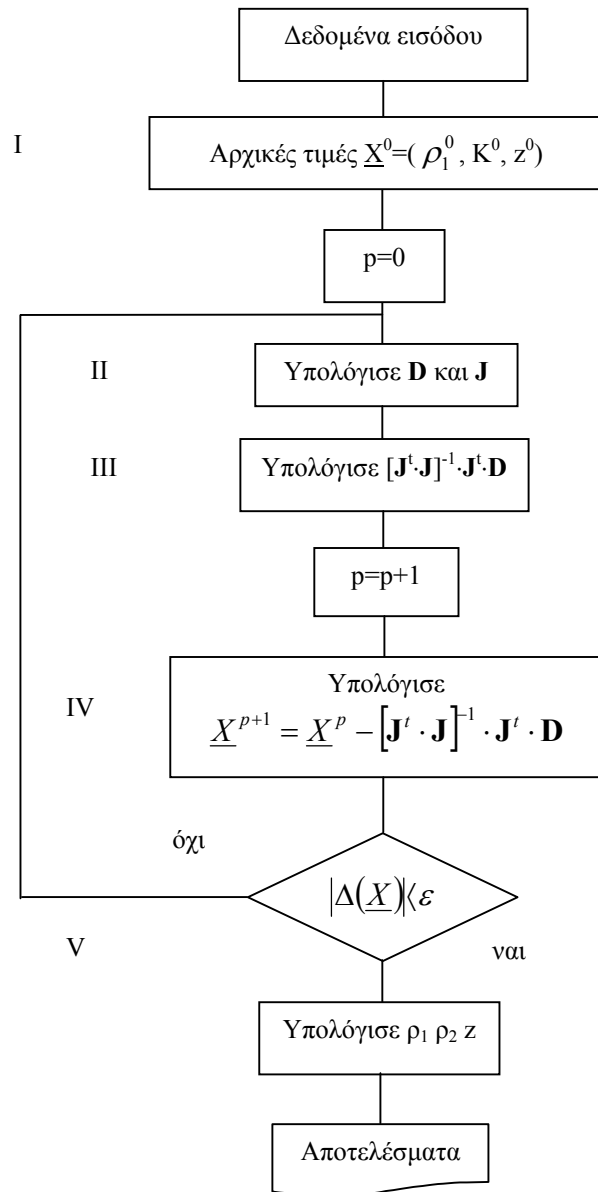 Δεδομένα εισόδου
I
Αρχικές τιμές X⁰=( ρ₁⁰ , K⁰, z⁰)
p=0
II
Υπολόγισε D και J
III
Υπολόγισε [Jᵗ·J]⁻¹·Jᵗ·D
p=p+1
Υπολόγισε
IV
X ᵖ⁺¹ = X ᵖ − [Jᵗ · J]⁻¹ · Jᵗ · D
όχι
|Δ(X)|⟨ε
V
ναι
Υπολόγισε ρ₁ ρ₂ z
Αποτελέσματα